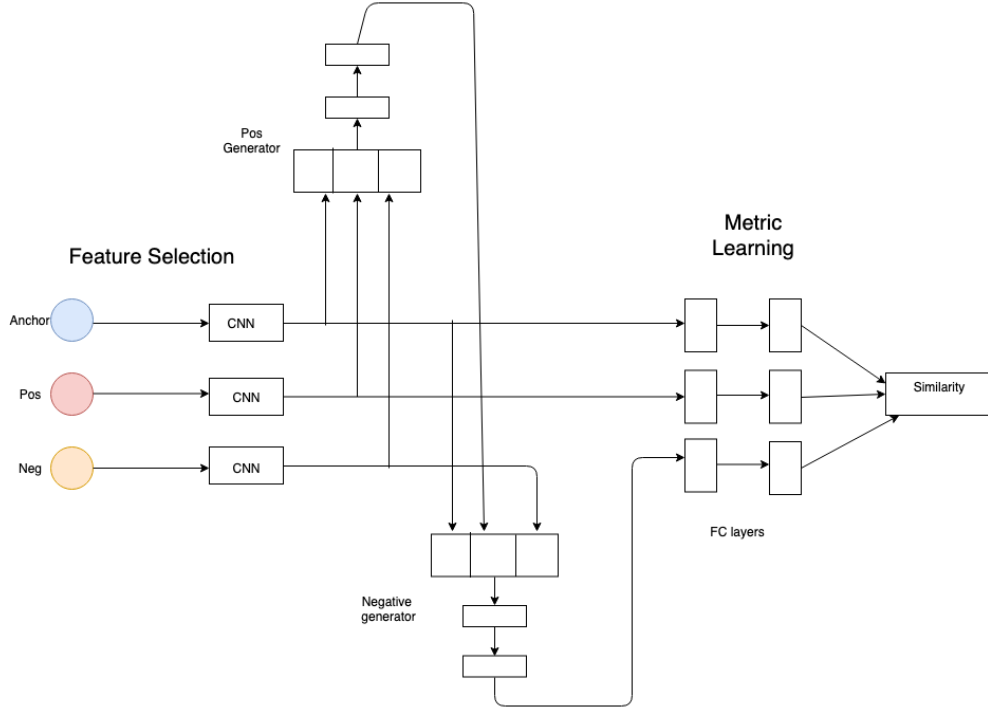 Pos
Generator
Metric
Learning
Feature Selection
Anchor
CNN
Similarity
Pos
CNN
Neg
CNN
FC layers
Negative
generator